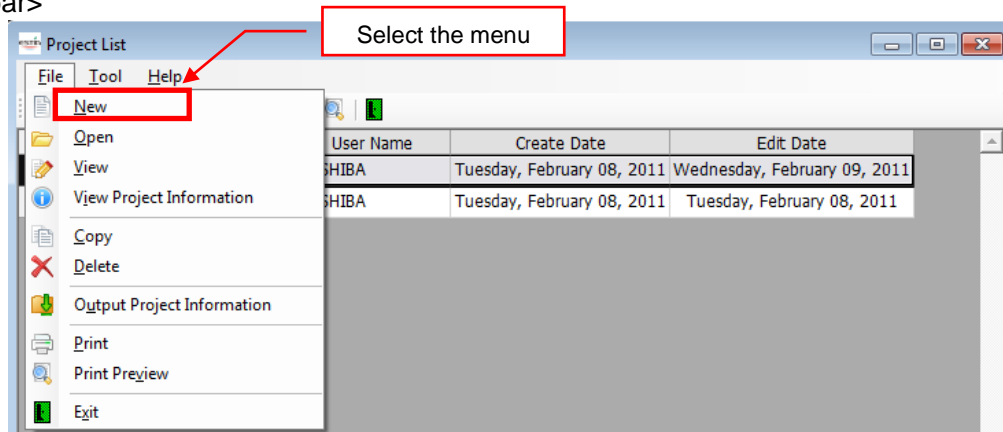 bar>
Select the menu
Project List
File Tool Help
New
Open
User Name Create Date Edit Date
View
SHIBA Tuesday, February 08, 2011 Wednesday, February 09, 2011
View Project Information
SHIBA Tuesday, February 08, 2011 Tuesday, February 08, 2011
Copy
Delete
Output Project Information
Print
Print Preview
Exit